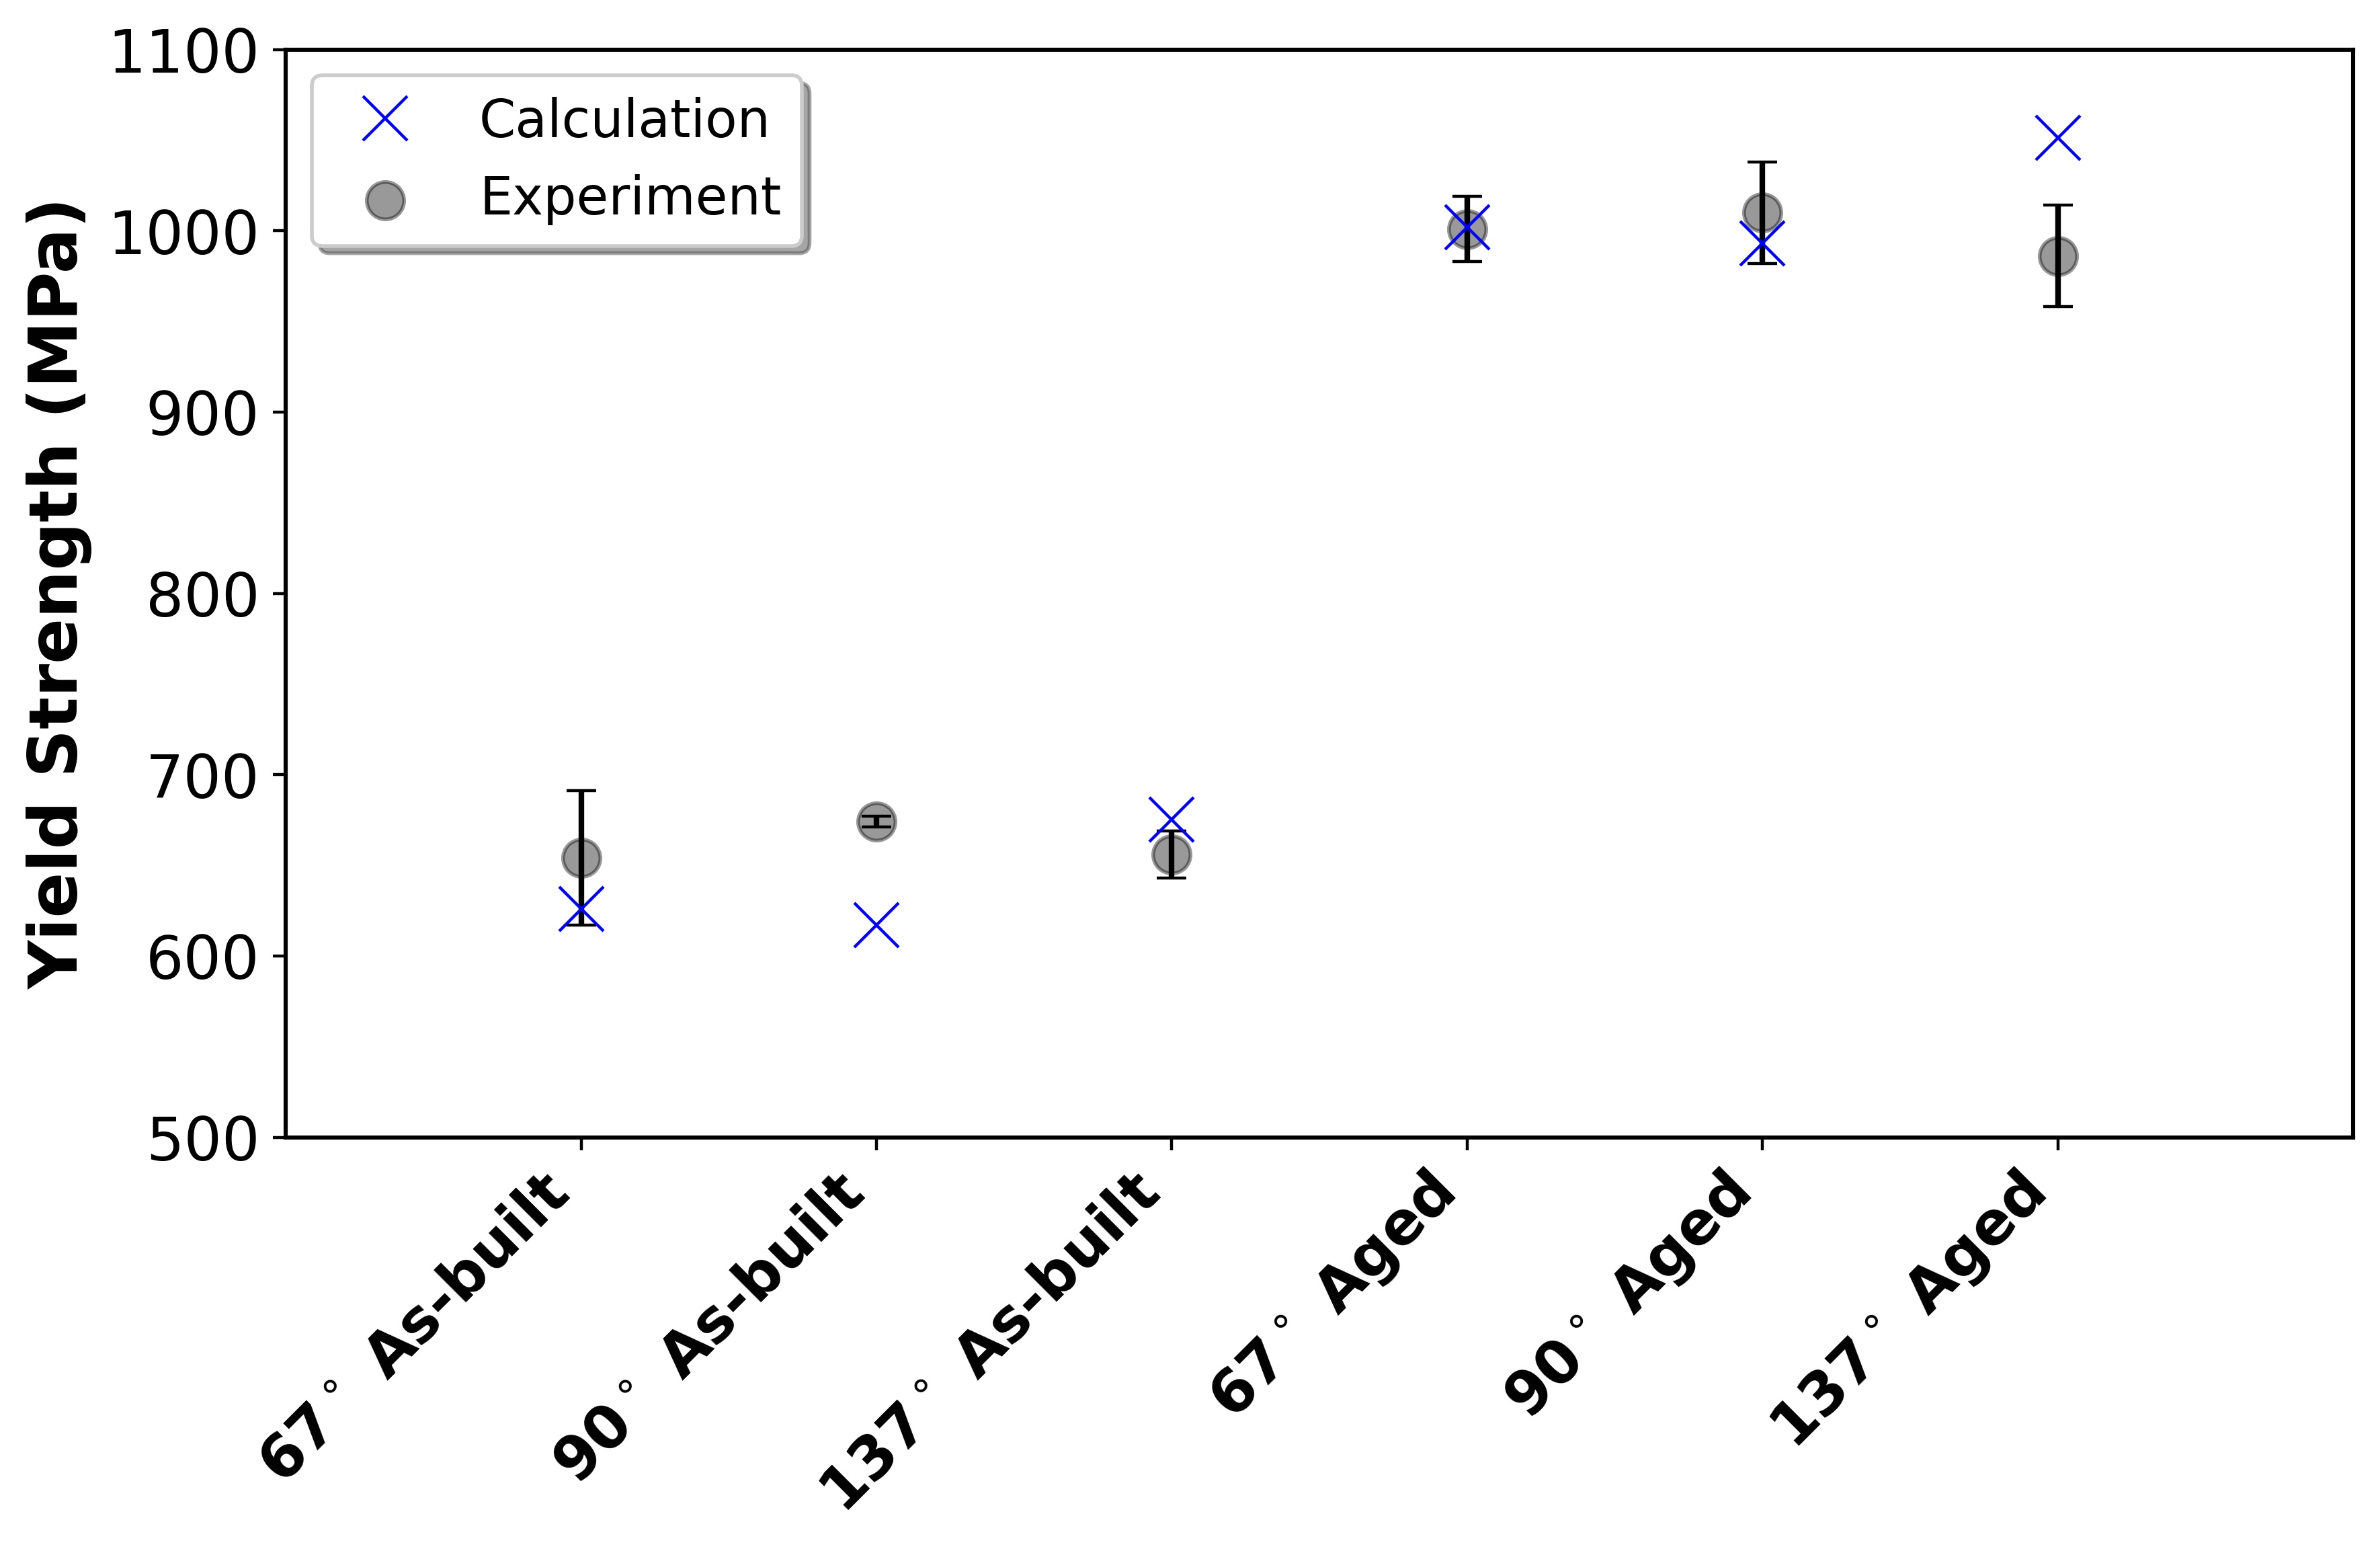 Yield Strength (MPa)
1100
1000
900
800
700
600
500
Calculation
Experiment
67° As-built
90° As-built
137° As-built
67° Aged
90° Aged
137° Aged